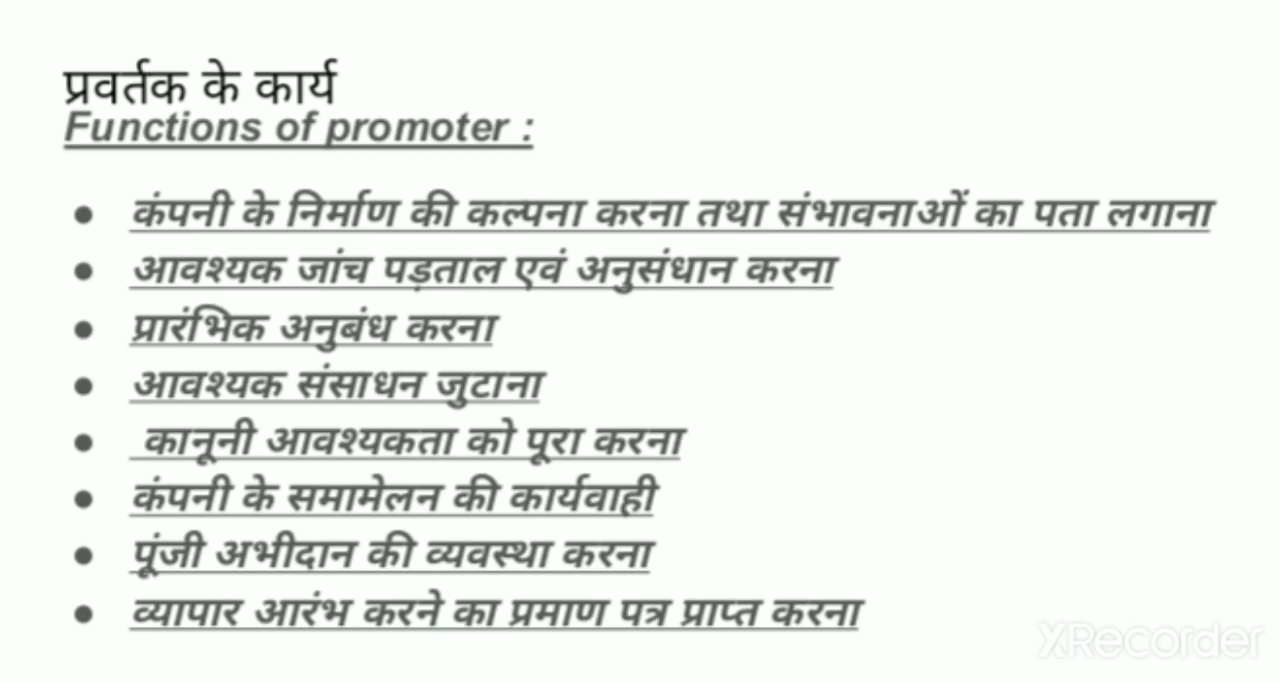 प्रवर्तक के कार्य
Functions of promoter :
● कंपनी के निर्माण की कल्पना करना तथा संभावनाओं का पता लगाना
● आवश्यक जांच पड़ताल एवं अनुसंधान करना
● प्रारंभिक अनुबंध करना
● आवश्यक संसाधन जुटाना
● कानूनी आवश्यकता को पूरा करना
● कंपनी के समामेलन की कार्यवाही
● पूंजी अभीदान की व्यवस्था करना
● व्यापार आरंभ करने का प्रमाण पत्र प्राप्त करना
XRecorder